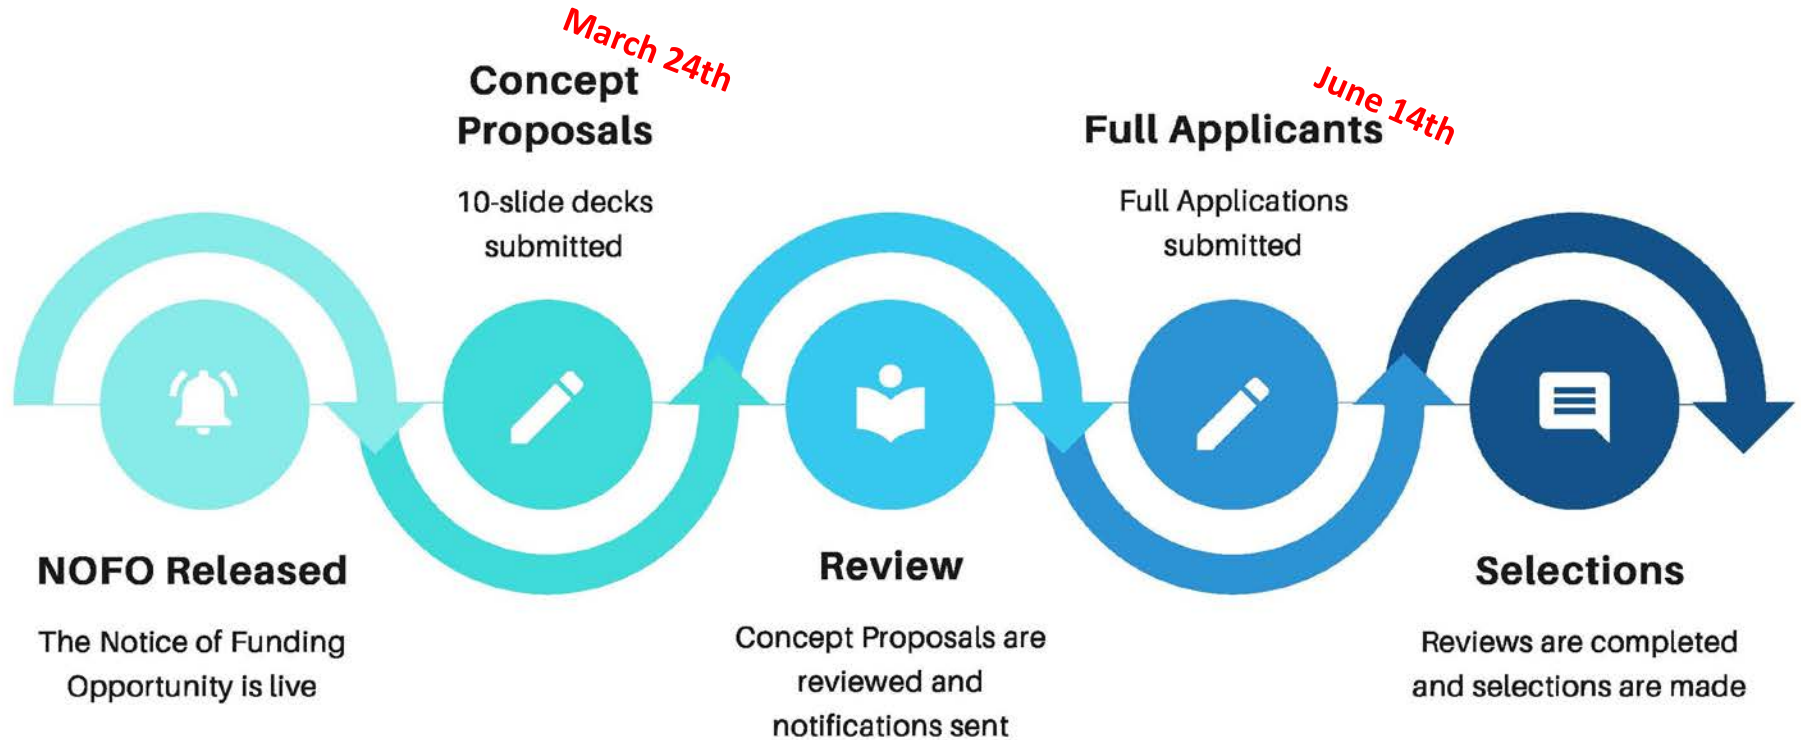 March 24th
Concept
Proposals
10-slide decks
submitted
June 14th
Full Applicants
Full Applications
submitted
NOFO Released
The Notice of Funding
Opportunity is live
Review
Concept Proposals are
reviewed and
notifications sent
Selections
Reviews are completed
and selections are made